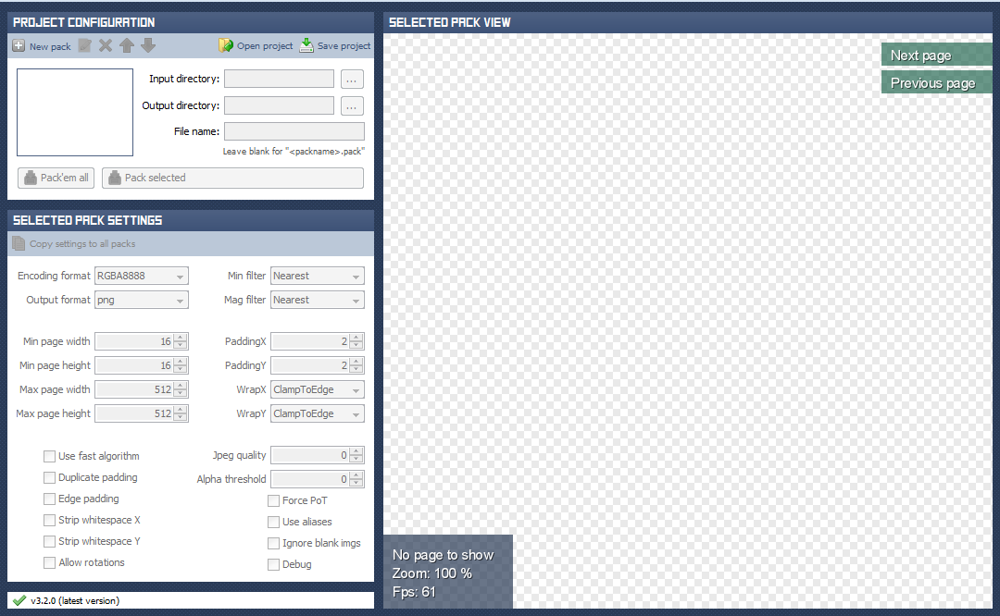 PROJECT CONFIGURATION
New pack
Open project
Save project
Input directory:
...
Output directory:
...
File name:
Leave blank for "<packname>.pack"
Pack'em all
Pack selected
SELECTED PACK SETTINGS
Copy settings to all packs
Encoding format RGBA8888
Min filter Nearest
Output format png
Mag filter Nearest
Min page width 16
PaddingX 2
Min page height 16
PaddingY 2
Max page width 512
WrapX ClampToEdge
Max page height 512
WrapY ClampToEdge
Use fast algorithm
Duplicate padding
Edge padding
Strip whitespace X
Strip whitespace Y
Allow rotations
Jpeg quality 0
Alpha threshold 0
Force PoT
Use aliases
Ignore blank imgs
Debug
v3.2.0 (latest version)
SELECTED PACK VIEW
Next page
Previous page
No page to show
Zoom: 100 %
Fps: 61